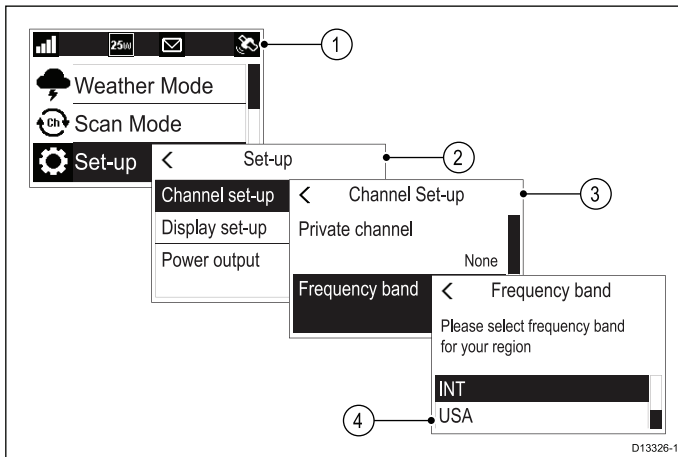 25W
1
Weather Mode
Ch
Scan Mode
Set-up
< Set-up
2
Channel set-up
Display set-up
Power output
< Channel Set-up
3
Private channel
None
Frequency band
< Frequency band
Please select frequency band
for your region
INT
USA
4
D13326-1